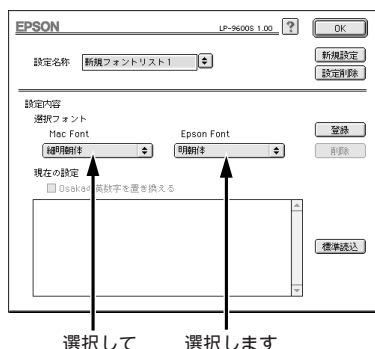 EPSON
LP-9600S 1.00
?
OK
設定名称
新規フォントリスト1
新規設定
設定削除
設定内容
選択フォント
Mac Font
Epson Font
細明朝体
明朝体
登録
削除
現在の設定
Osakaの英数字を置き換える
標準読込
選択して
選択します